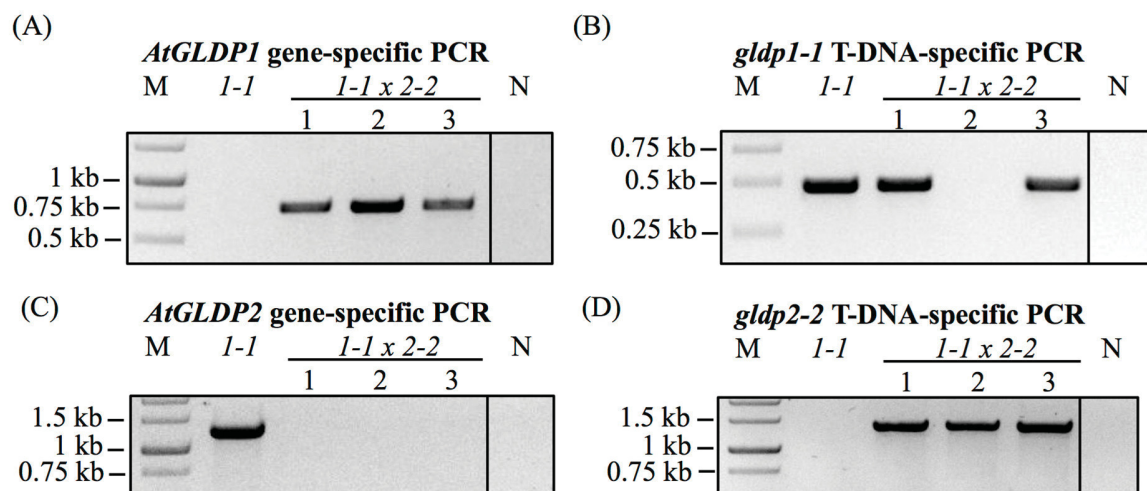 (A)
AtGLDP1 gene-specific PCR
M 1-1 1-1 x 2-2 N
1 2 3
1 kb
0.75 kb
0.5 kb
(B)
gldp1-1 T-DNA-specific PCR
M 1-1 1-1 x 2-2 N
1 2 3
0.75 kb
0.5 kb
0.25 kb
(C)
AtGLDP2 gene-specific PCR
M 1-1 1-1 x 2-2 N
1 2 3
1.5 kb
1 kb
0.75 kb
(D)
gldp2-2 T-DNA-specific PCR
M 1-1 1-1 x 2-2 N
1 2 3
1.5 kb
1 kb
0.75 kb